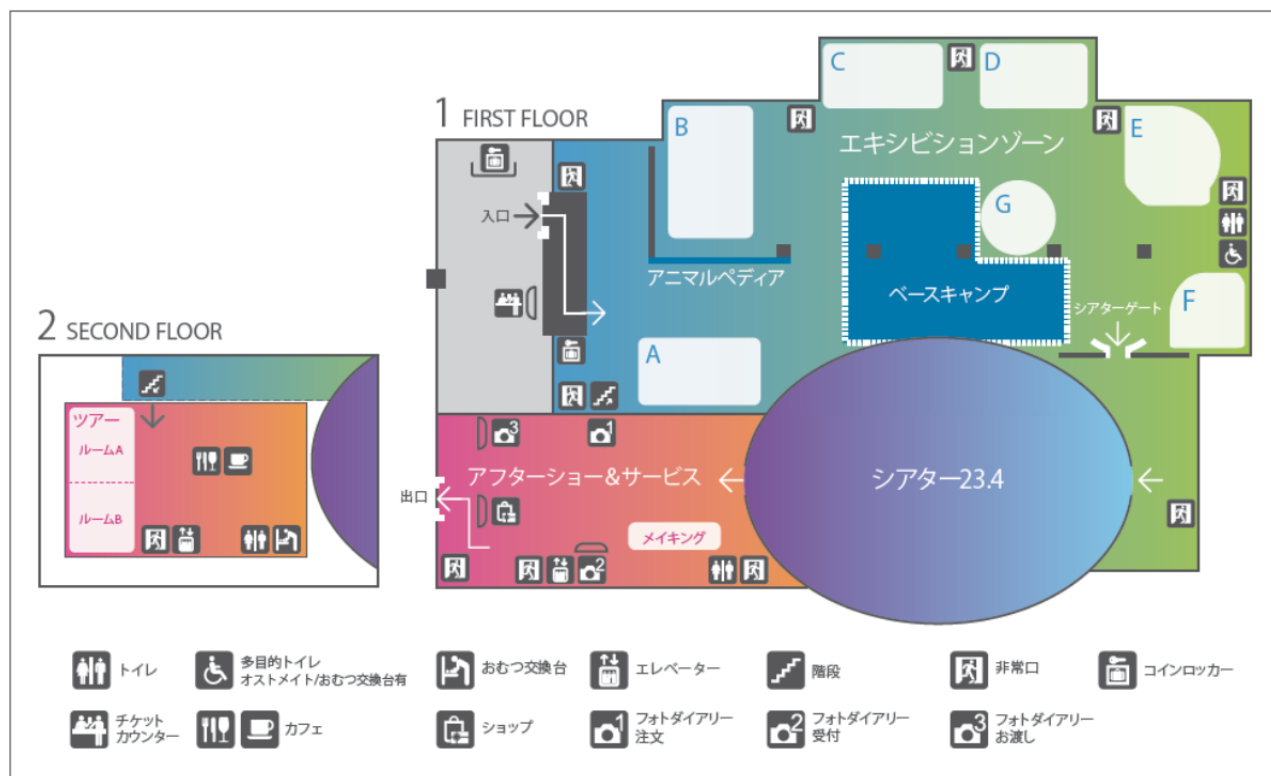 1 FIRST FLOOR
入口
A
B
C
D
E
F
G
エキシビションゾーン
アニマルペディア
ベースキャンプ
シアターゲート
シアター23.4
アフターショー&サービス
3
1
出口
メイキング
2
2 SECOND FLOOR
ツアー
ルームA
ルームB
トイレ
多目的トイレ
オストメイト/おむつ交換台有
おむつ交換台
エレベーター
階段
非常口
コインロッカー
チケット
カウンター
カフェ
ショップ
1
フォトダイアリー
注文
2
フォトダイアリー
受付
3
フォトダイアリー
お渡し